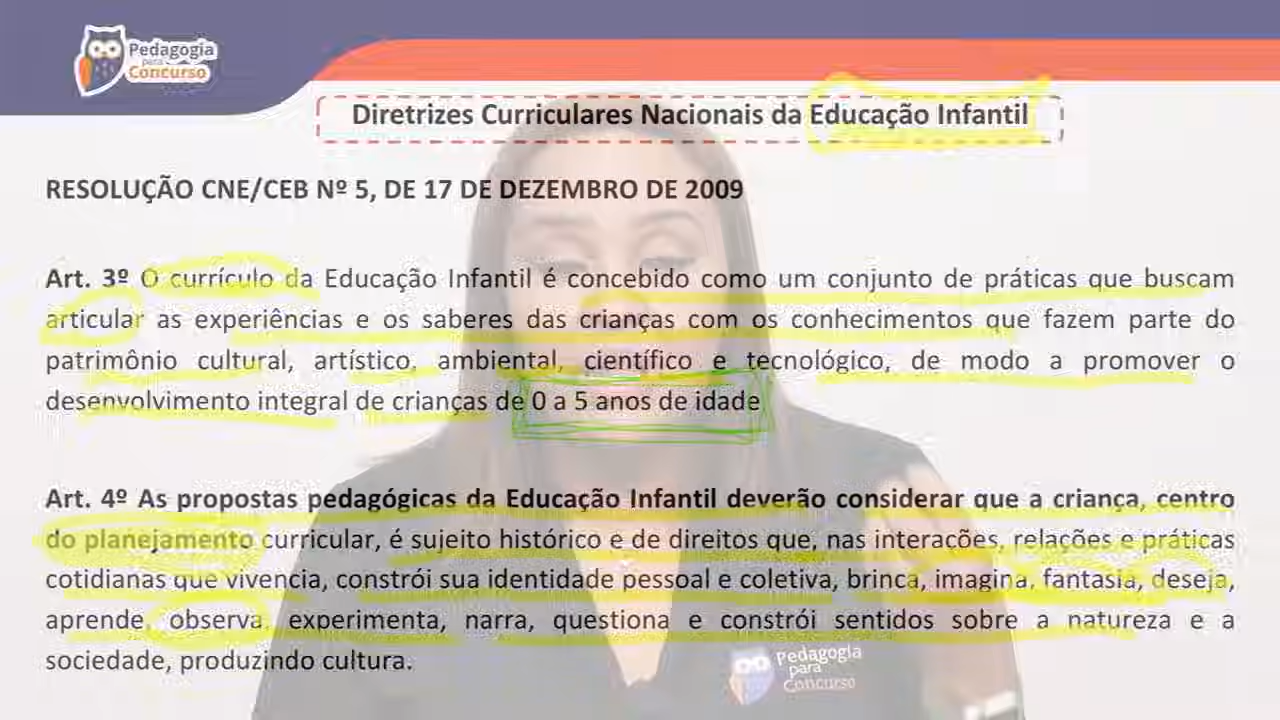 Pedagogia
para
Concurso
Diretrizes Curriculares Nacionais da Educação Infantil
RESOLUÇÃO CNE/CEB Nº 5, DE 17 DE DEZEMBRO DE 2009
Art. 3º O currículo da Educação Infantil é concebido como um conjunto de práticas que buscam
articular as experiências e os saberes das crianças com os conhecimentos que fazem parte do
patrimônio cultural, artístico, ambiental, científico e tecnológico, de modo a promover o
desenvolvimento integral de crianças de 0 a 5 anos de idade
Art. 4º As propostas pedagógicas da Educação Infantil deverão considerar que a criança, centro
do planejamento curricular, é sujeito histórico e de direitos que, nas interações, relações e práticas
cotidianas que vivencia, constrói sua identidade pessoal e coletiva, brinca, imagina, fantasia, deseja,
aprende, observa, experimenta, narra, questiona e constrói sentidos sobre a natureza e a
sociedade, produzindo cultura.
Pedagogia
para
Concurso